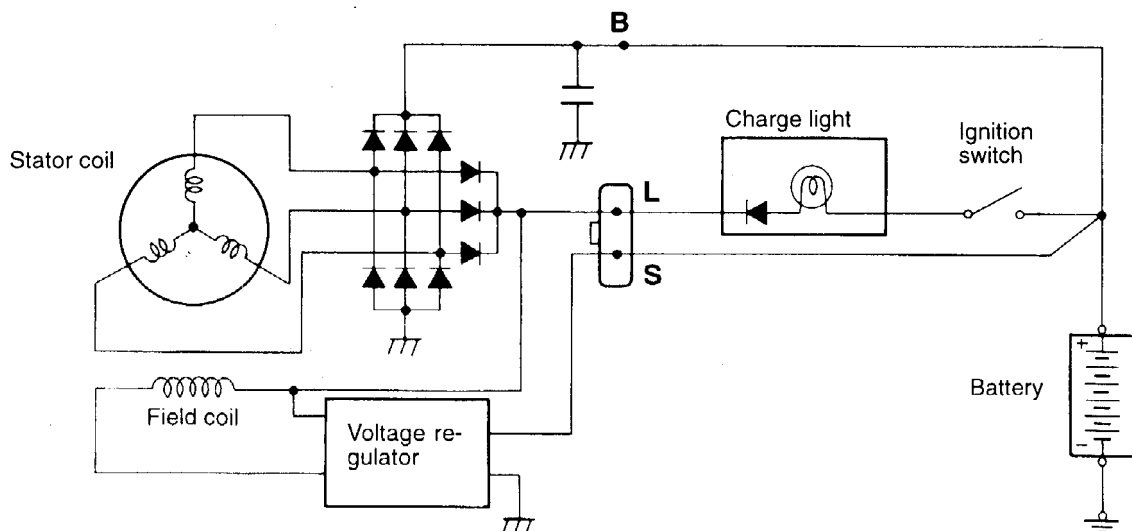 B
Charge light
Ignition
switch
Stator coil
L
S
+
Battery
Field coil
Voltage re-
gulator
−